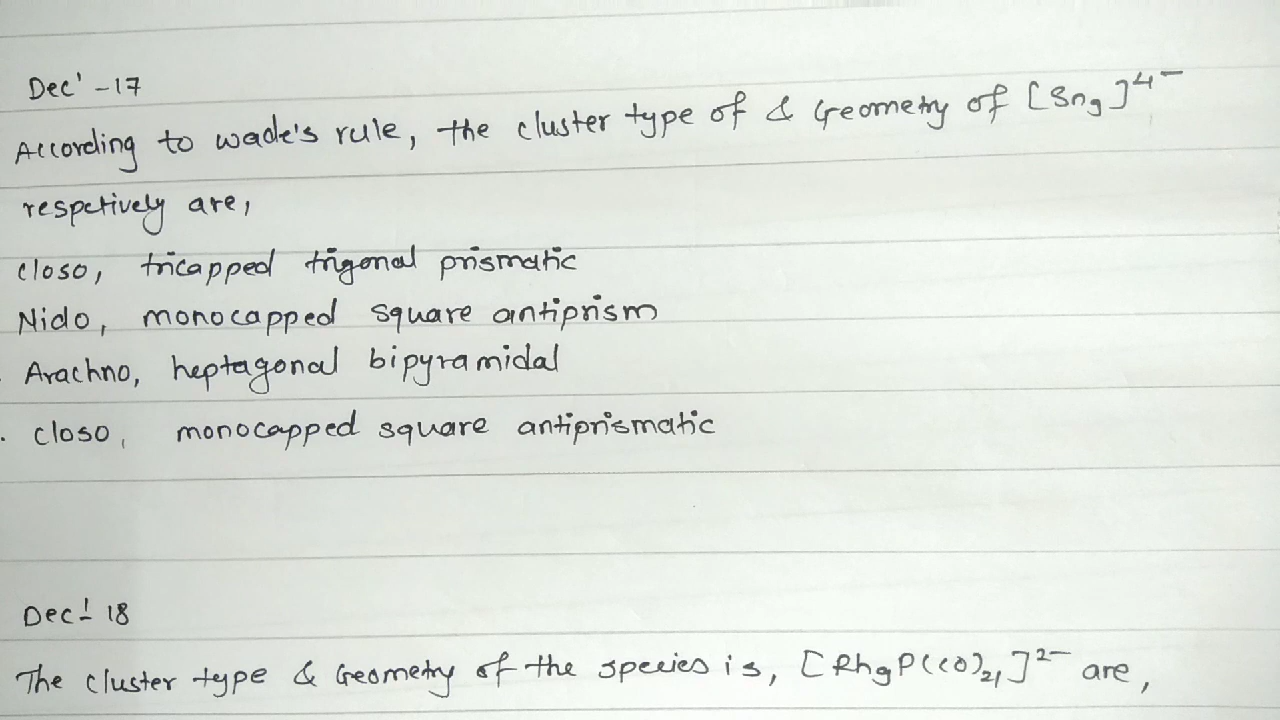 Dec' -17
According to wade's rule, the cluster type of & Geometry of [Sn₉]⁴⁻
respetively are,
closo, tricapped trigonal prismatic
Nido, monocapped square antiprism
Arachno, heptagonal bipyramidal
. closo, monocapped square antiprismatic
Dec' - 18
The cluster type & Geometry of the species is, [Rh₉P(CO)₂₁]²⁻ are,